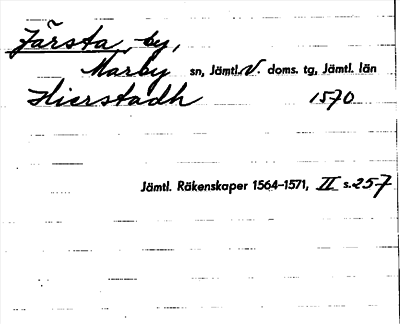 Järsta, by,
Marby sn, Jämtl. V. doms. tg, Jämtl. län
Hierstadh 1570
Jämtl. Räkenskaper 1564–1571, II s. 257